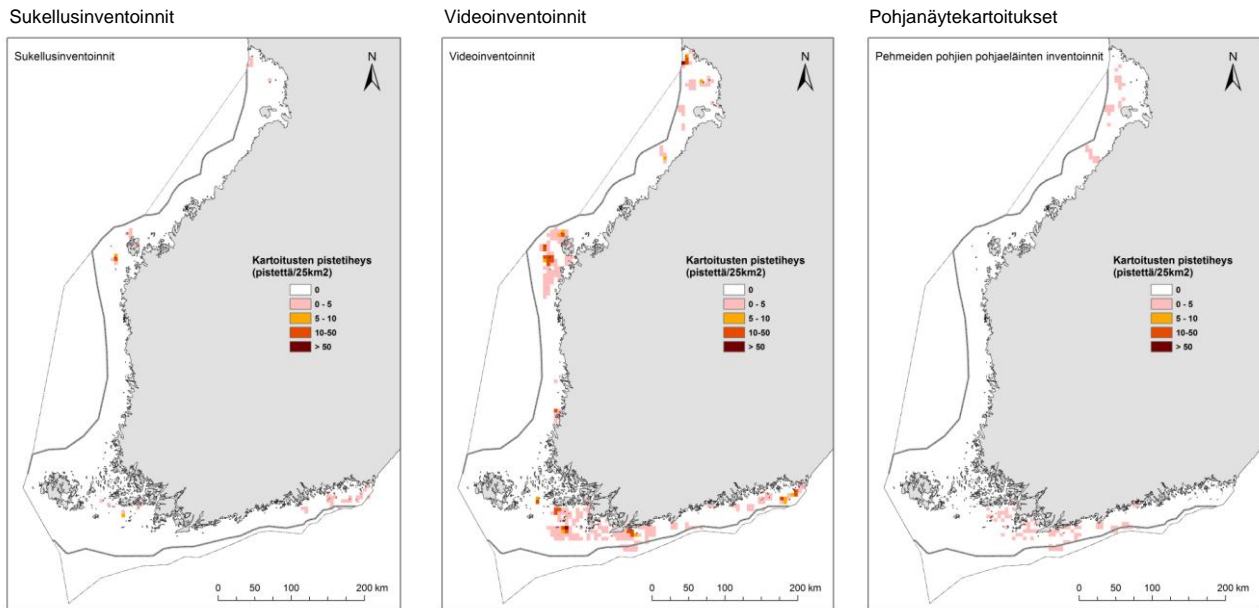 Sukellusinventoinnit
Videoinventoinnit
Pohjanäytekartoitukset
Sukellusinventoinnit
N
Kartoitusten pistetiheys
(pistettä/25km2)
0
0 - 5
5 - 10
10-50
> 50
0 50 100 200 km
Videoinventoinnit
N
Kartoitusten pistetiheys
(pistettä/25km2)
0
0 - 5
5 - 10
10-50
> 50
0 50 100 200 km
Pehmeiden pohjien pohjaeläinten inventoinnit
N
Kartoitusten pistetiheys
(pistettä/25km2)
0
0 - 5
5 - 10
10-50
> 50
0 50 100 200 km